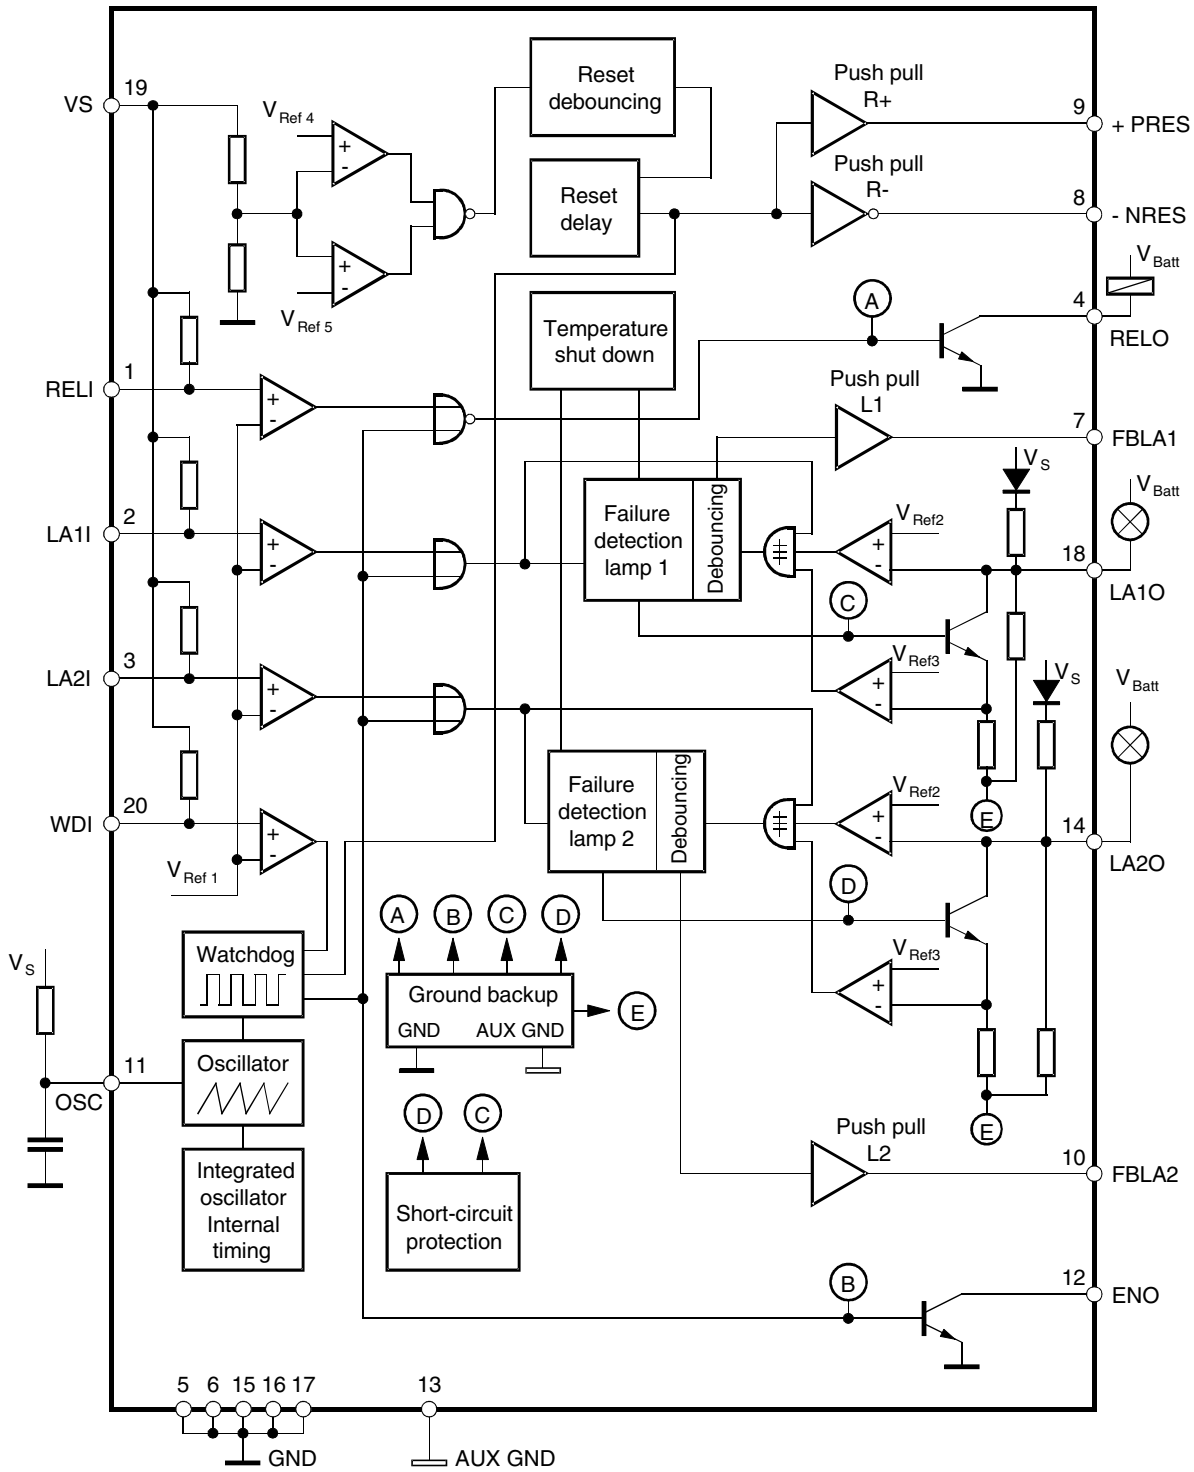 19
VS
V Ref 4
+
-
+
-
V Ref 5
Reset
debouncing
Reset
delay
Push pull
R+
9
+ PRES
Push pull
R-
8
- NRES
V Batt
4
RELO
A
Temperature
shut down
1
RELI
+
-
Push pull
L1
7
FBLA1
V S
V Batt
2
LA1I
+
-
Failure
detection
lamp 1
Debouncing
V Ref2
+
-
18
LA1O
C
3
LA2I
+
-
V Ref3
+
-
V S
V Batt
E
20
WDI
+
-
V Ref 1
Failure
detection
lamp 2
Debouncing
V Ref2
+
-
14
LA2O
D
V Ref3
+
-
E
Watchdog
A
B
C
D
Ground backup
GND
AUX GND
E
V S
11
OSC
Oscillator
Integrated
oscillator
Internal
timing
D
C
Short-circuit
protection
Push pull
L2
10
FBLA2
B
12
ENO
5
6
15
16
17
GND
13
AUX GND